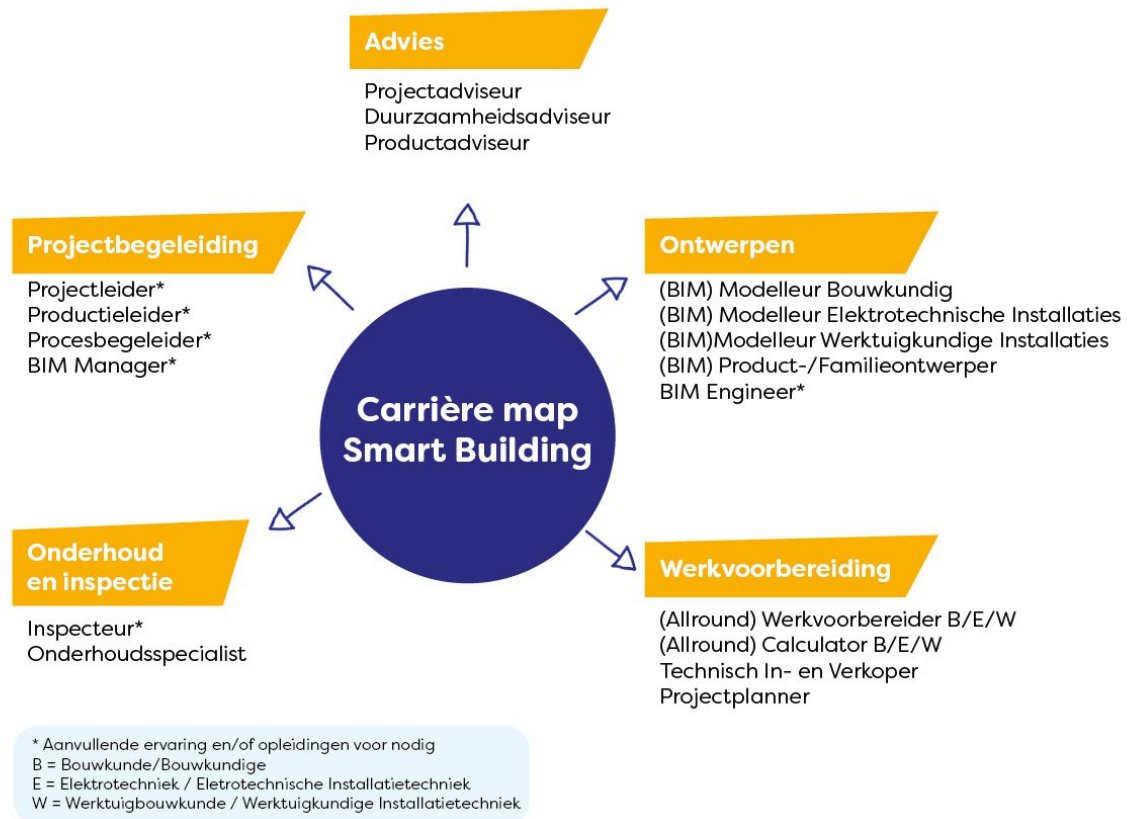 Advies
Projectadviseur
Duurzaamheidsadviseur
Productadviseur
Projectbegeleiding
Projectleider*
Productieleider*
Procesbegeleider*
BIM Manager*
Ontwerpen
(BIM) Modelleur Bouwkundig
(BIM) Modelleur Elektrotechnische Installaties
(BIM)Modelleur Werktuigkundige Installaties
(BIM) Product-/Familieontwerper
BIM Engineer*
Carrière map
Smart Building
Onderhoud
en inspectie
Inspecteur*
Onderhoudsspecialist
Werkvoorbereiding
(Allround) Werkvoorbereider B/E/W
(Allround) Calculator B/E/W
Technisch In- en Verkoper
Projectplanner
* Aanvullende ervaring en/of opleidingen voor nodig
B = Bouwkunde/Bouwkundige
E = Elektrotechniek / Eletrotechnische Installatietechniek
W = Werktuigbouwkunde / Werktuigkundige Installatietechniek